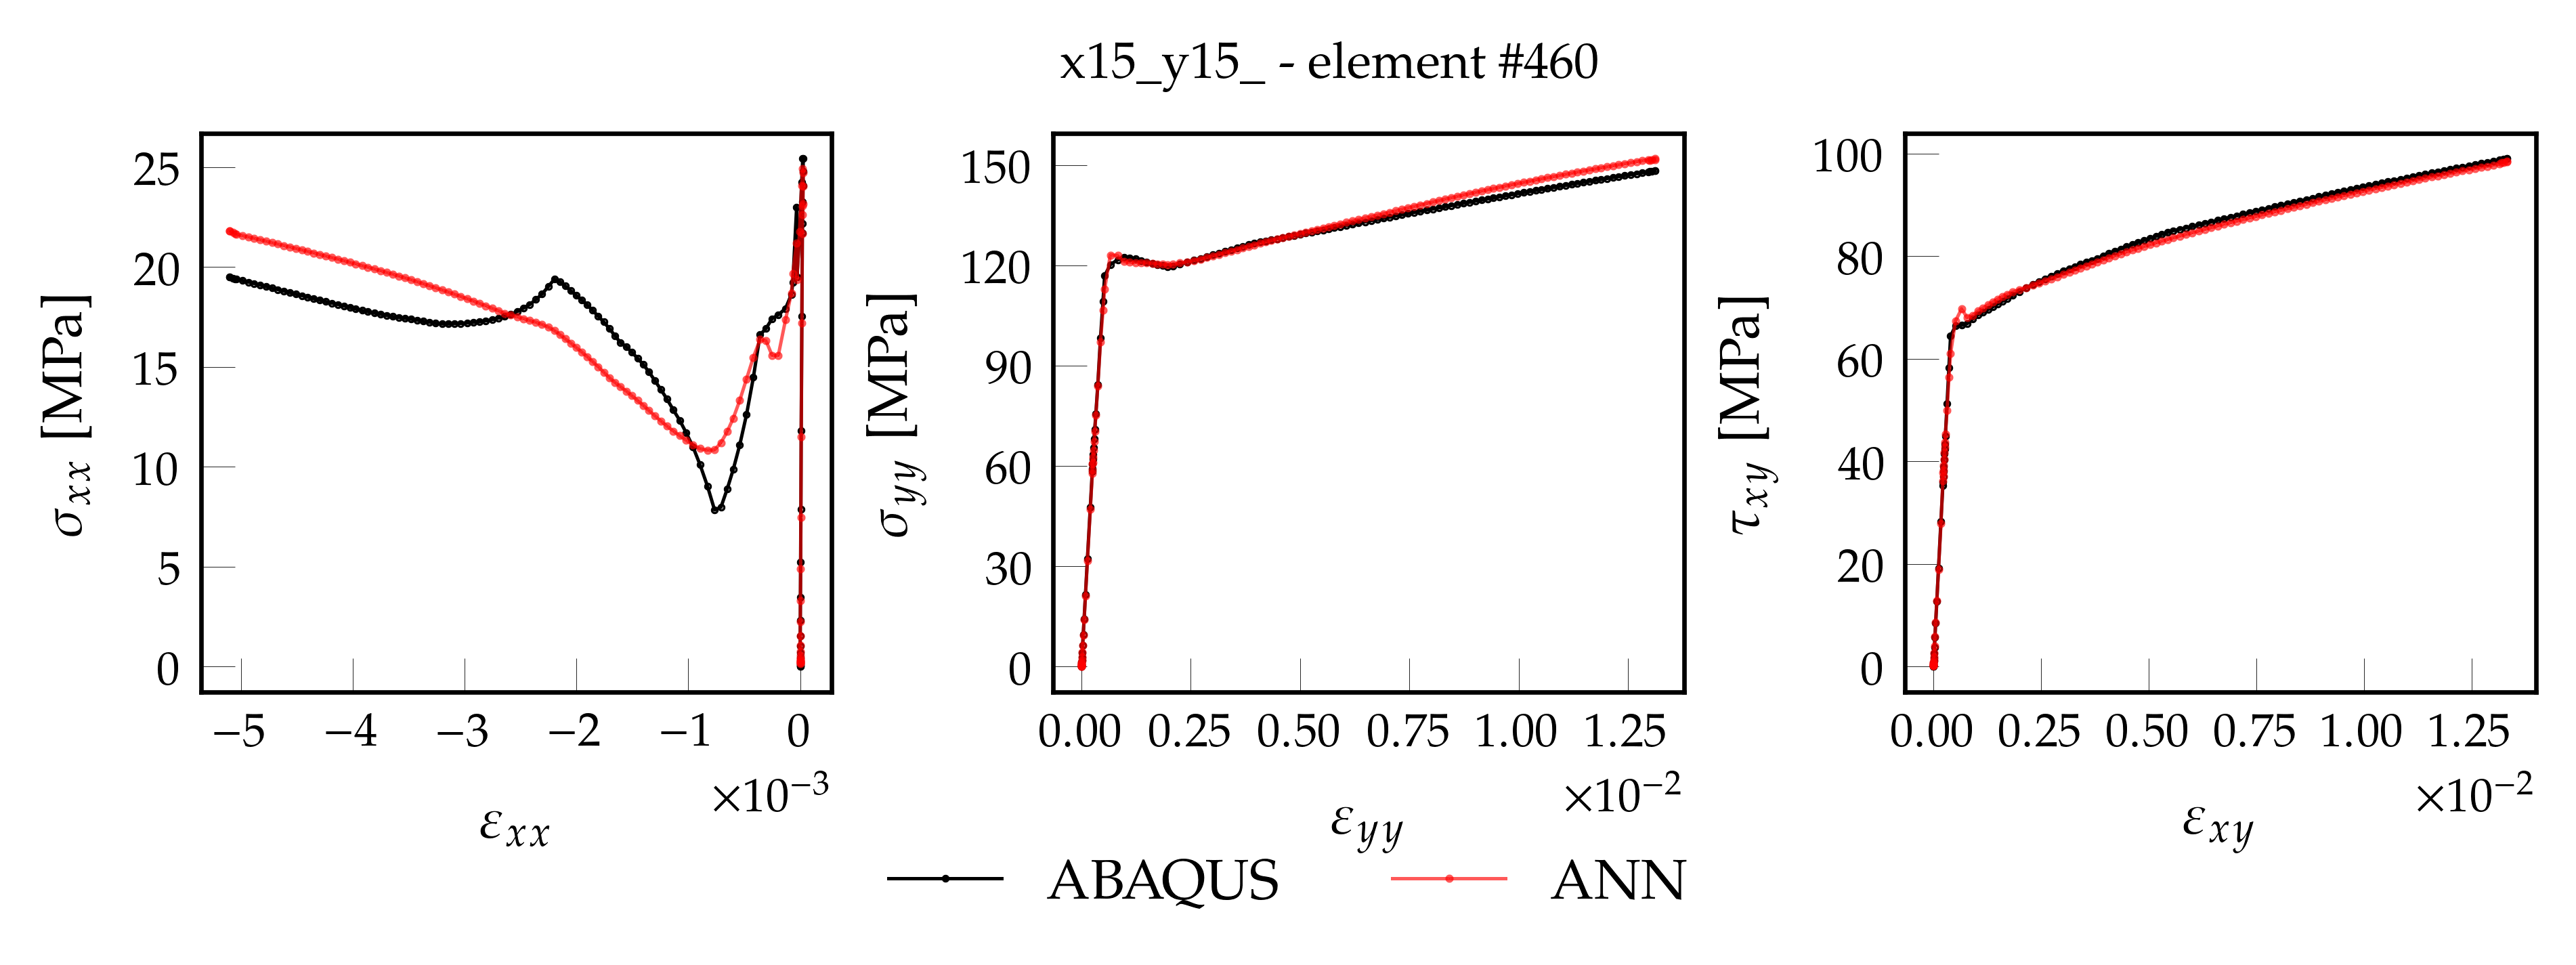 x15_y15_ - element #460
25
20
15
10
5
0
σxx [MPa]
−5 −4 −3 −2 −1 0
×10−3
εxx
150
120
90
60
30
0
σyy [MPa]
0.00 0.25 0.50 0.75 1.00 1.25
×10−2
εyy
100
80
60
40
20
0
τxy [MPa]
0.00 0.25 0.50 0.75 1.00 1.25
×10−2
εxy
ABAQUS ANN